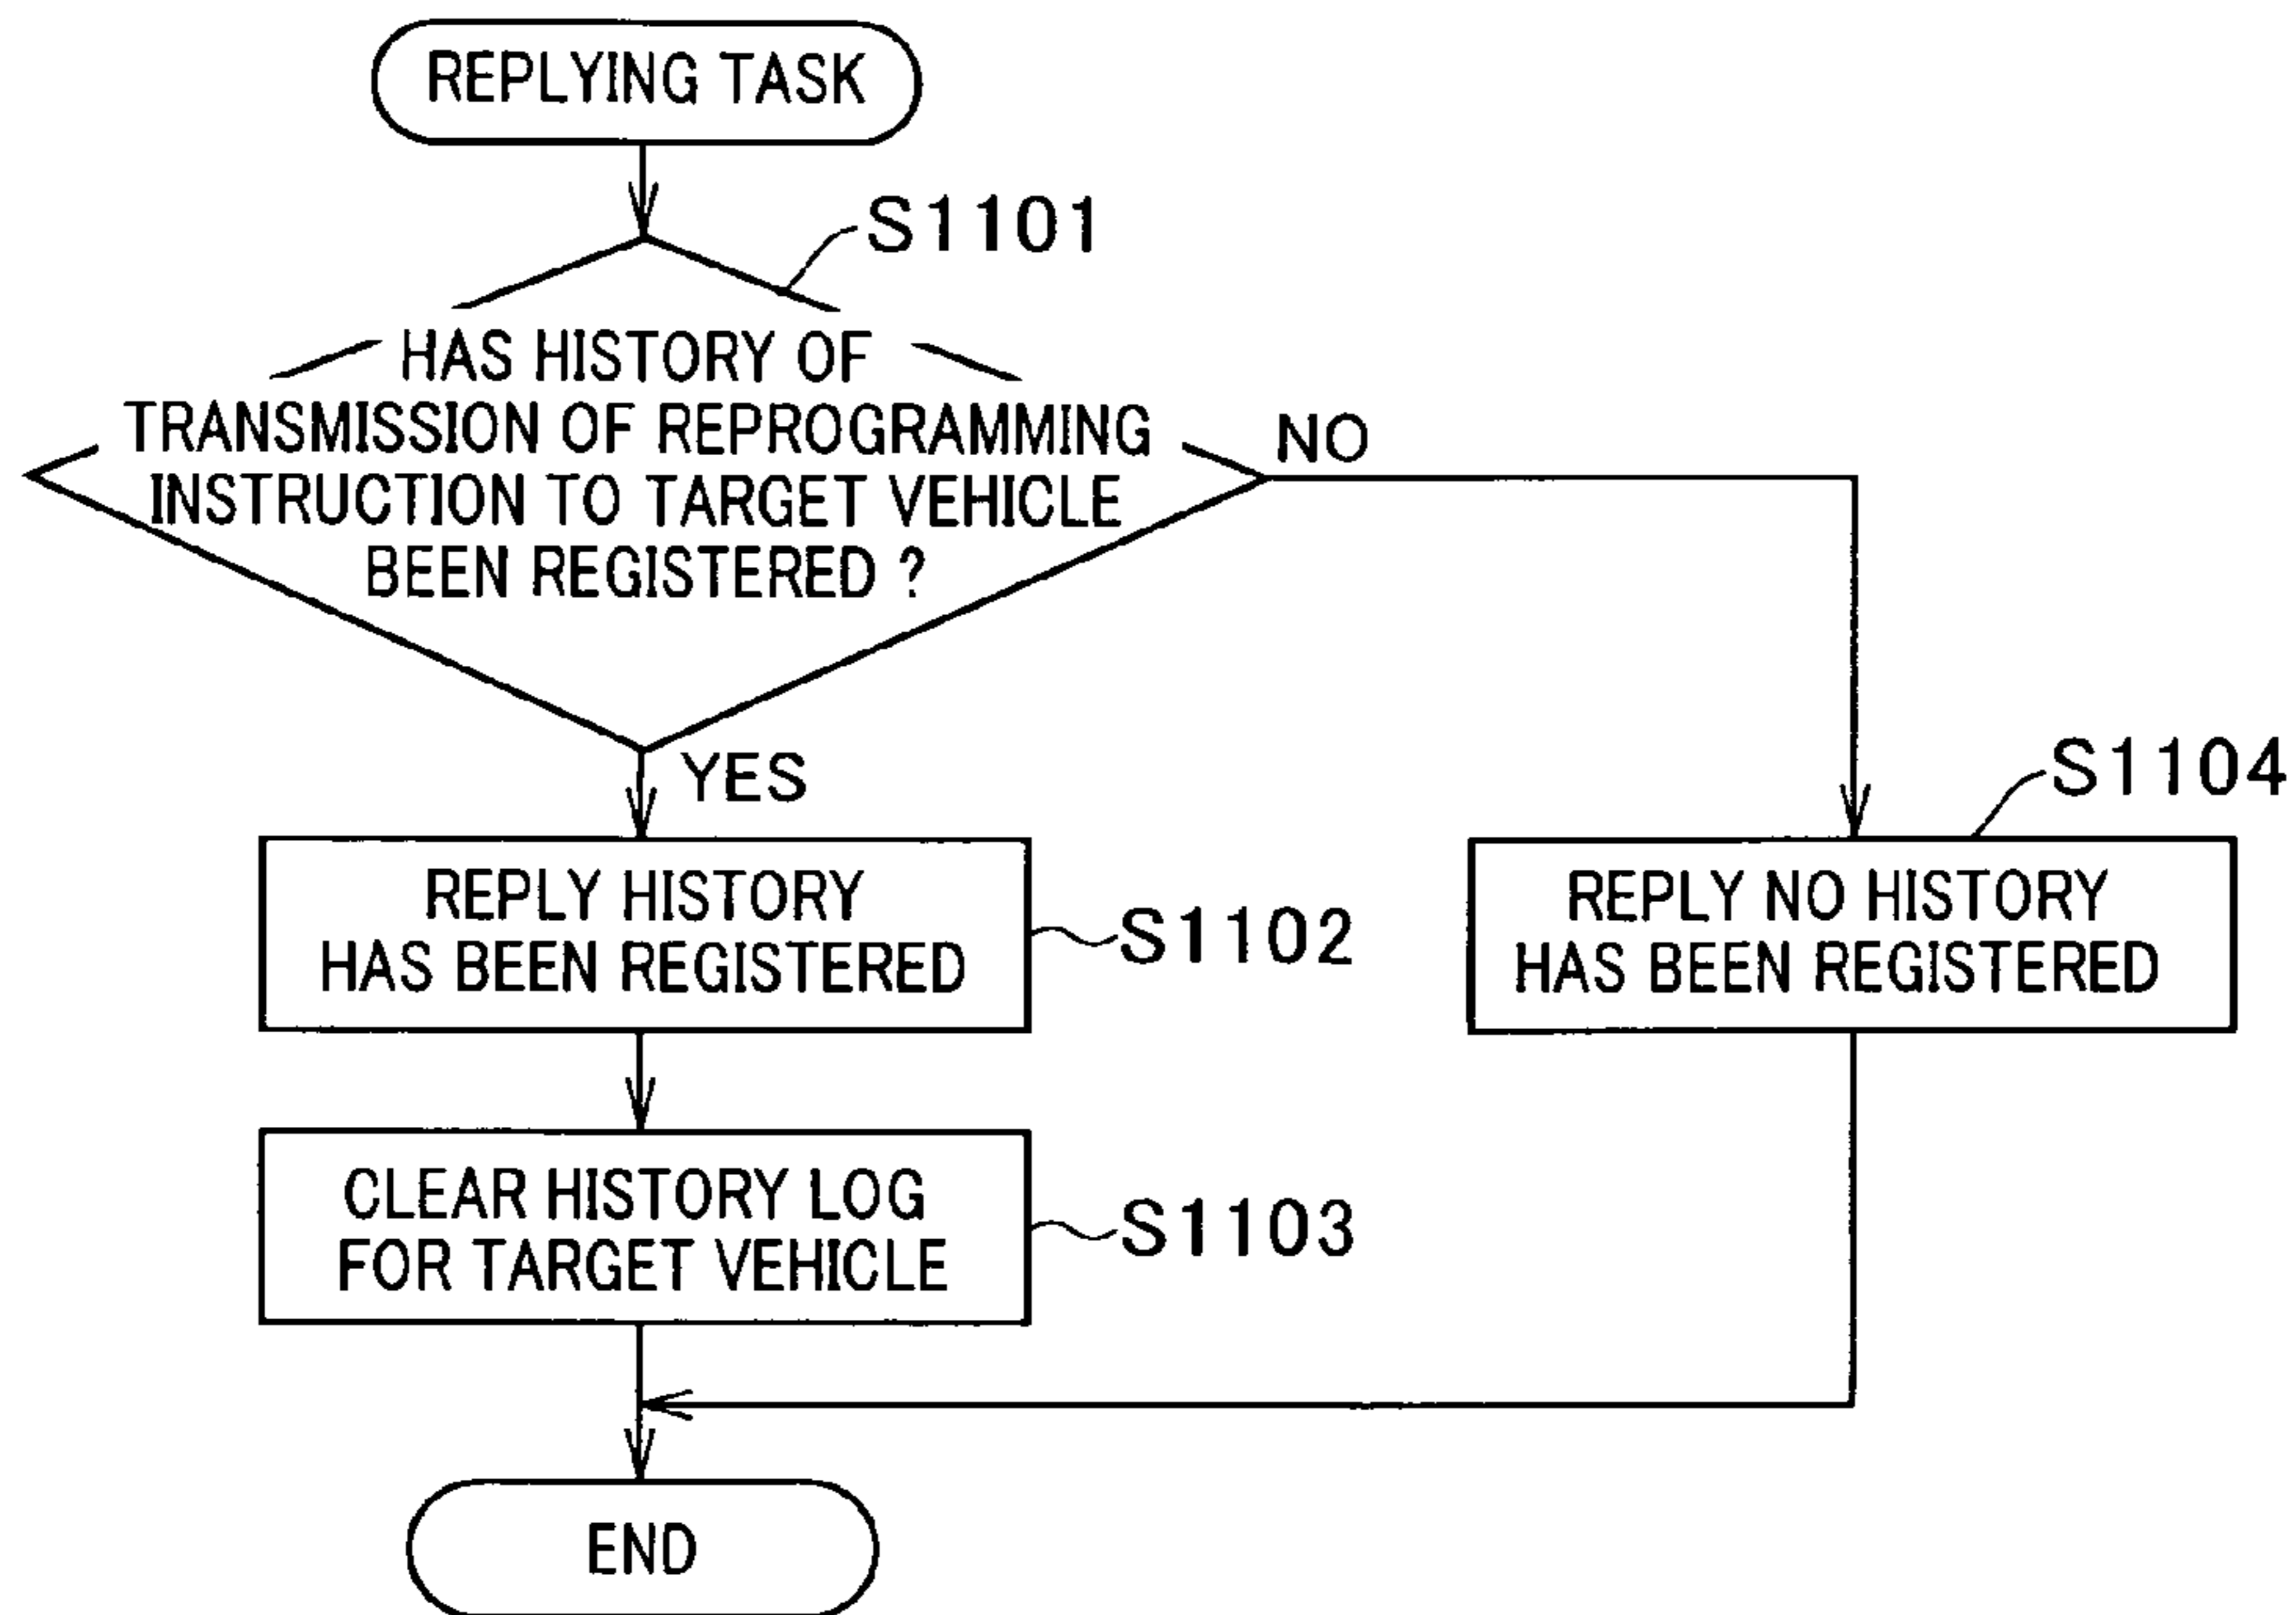 REPLYING TASK
S1101
HAS HISTORY OF
TRANSMISSION OF REPROGRAMMING
INSTRUCTION TO TARGET VEHICLE
BEEN REGISTERED ?
NO
YES
REPLY HISTORY
HAS BEEN REGISTERED
S1102
S1104
REPLY NO HISTORY
HAS BEEN REGISTERED
CLEAR HISTORY LOG
FOR TARGET VEHICLE
S1103
END